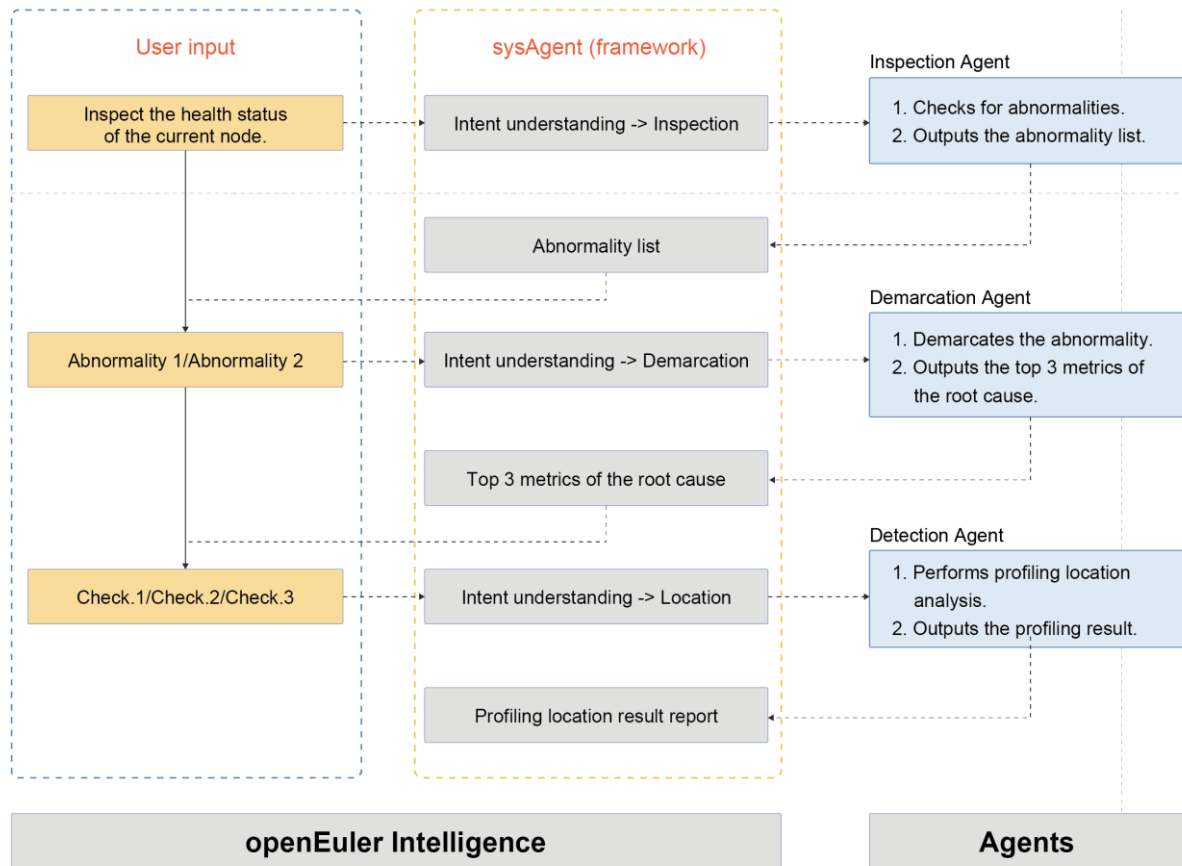 User input
sysAgent (framework)
Inspection Agent
Inspect the health status
of the current node.
Intent understanding -> Inspection
1. Checks for abnormalities.
2. Outputs the abnormality list.
Abnormality list
Demarcation Agent
Abnormality 1/Abnormality 2
Intent understanding -> Demarcation
1. Demarcates the abnormality.
2. Outputs the top 3 metrics of
the root cause.
Top 3 metrics of the root cause
Detection Agent
Check.1/Check.2/Check.3
Intent understanding -> Location
1. Performs profiling location
analysis.
2. Outputs the profiling result.
Profiling location result report
openEuler Intelligence
Agents